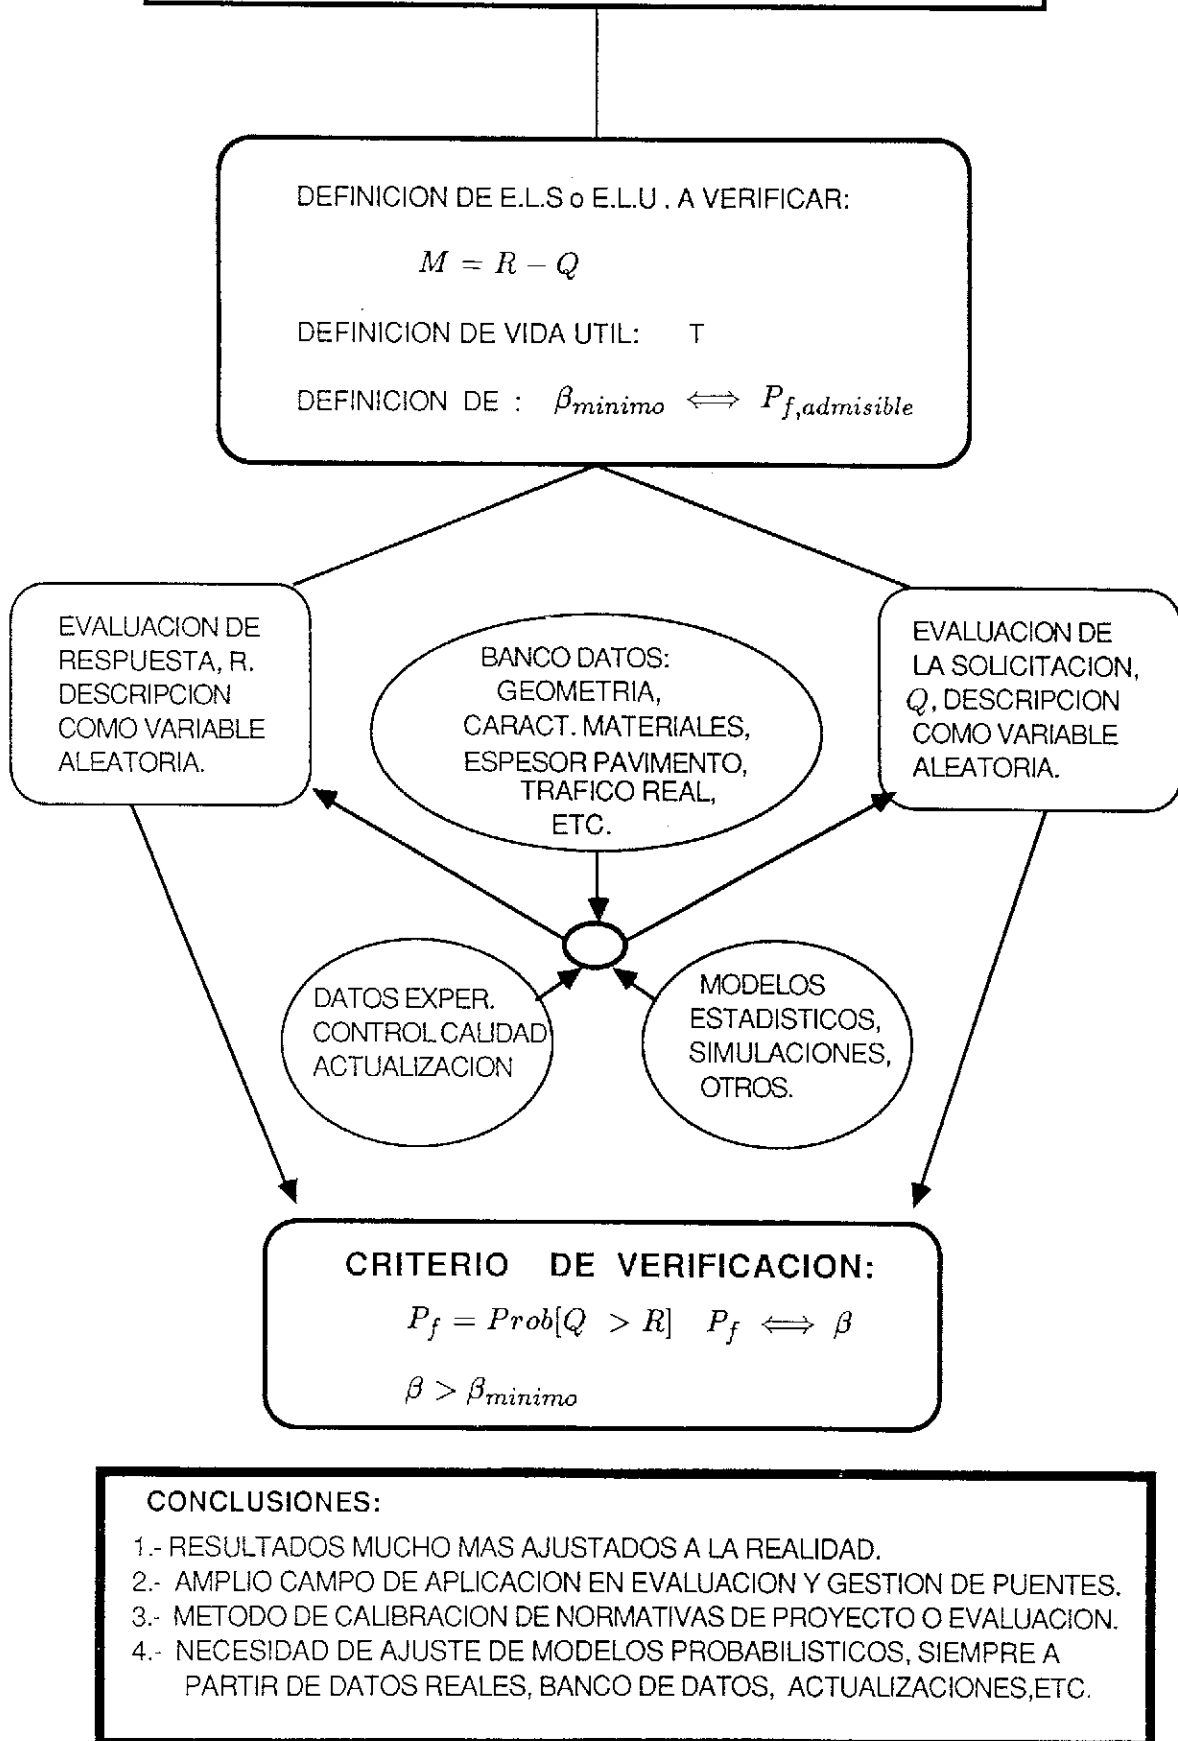 DEFINICION DE E.L.S o E.L.U . A VERIFICAR:
M = R − Q
DEFINICION DE VIDA UTIL: T
DEFINICION DE : β_minimo ⟺ P_f,admisible
EVALUACION DE
RESPUESTA, R.
DESCRIPCION
COMO VARIABLE
ALEATORIA.
BANCO DATOS:
GEOMETRIA,
CARACT. MATERIALES,
ESPESOR PAVIMENTO,
TRAFICO REAL,
ETC.
EVALUACION DE
LA SOLICITACION,
Q, DESCRIPCION
COMO VARIABLE
ALEATORIA.
DATOS EXPER.
CONTROL CALIDAD
ACTUALIZACION
MODELOS
ESTADISTICOS,
SIMULACIONES,
OTROS.
CRITERIO DE VERIFICACION:
P_f = Prob[Q > R] P_f ⟺ β
β > β_minimo
CONCLUSIONES:
1.- RESULTADOS MUCHO MAS AJUSTADOS A LA REALIDAD.
2.- AMPLIO CAMPO DE APLICACION EN EVALUACION Y GESTION DE PUENTES.
3.- METODO DE CALIBRACION DE NORMATIVAS DE PROYECTO O EVALUACION.
4.- NECESIDAD DE AJUSTE DE MODELOS PROBABILISTICOS, SIEMPRE A
PARTIR DE DATOS REALES, BANCO DE DATOS, ACTUALIZACIONES,ETC.